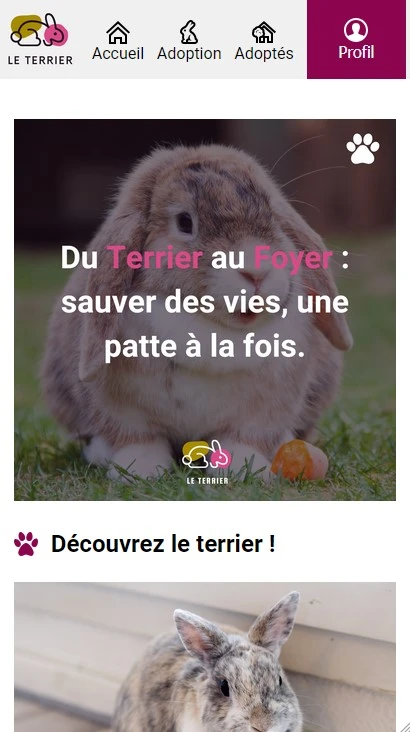 LE TERRIER
Accueil
Adoption
Adoptés
Profil
Du Terrier au Foyer :
sauver des vies, une
patte à la fois.
LE TERRIER
Découvrez le terrier !